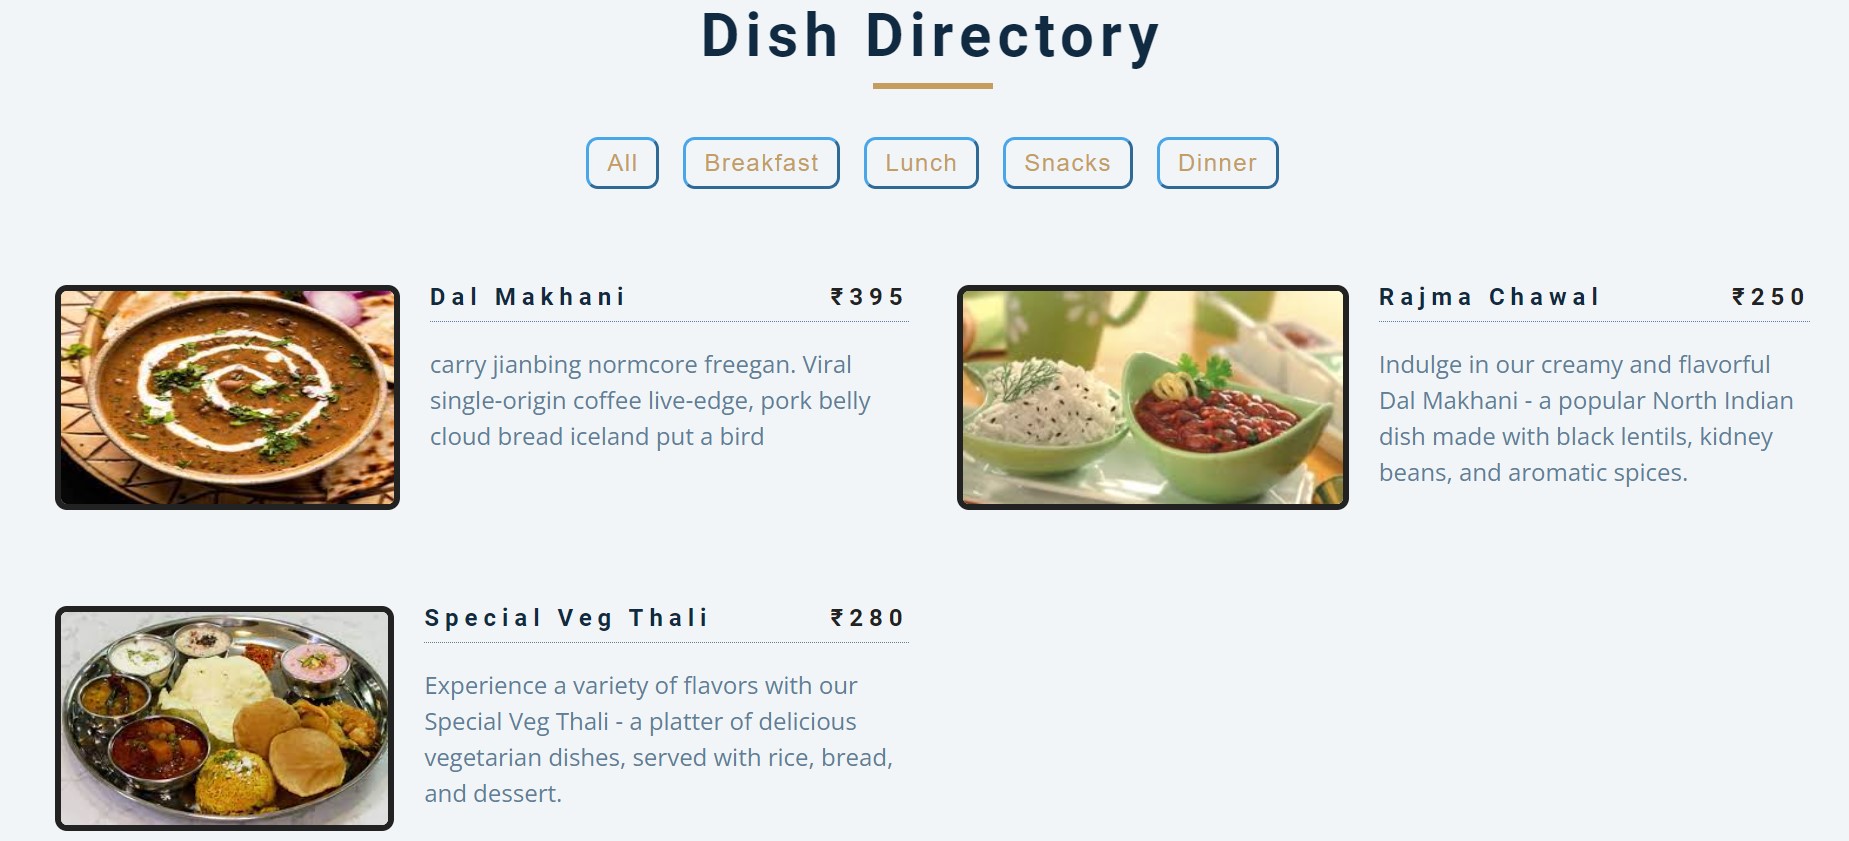 Dish Directory
All
Breakfast
Lunch
Snacks
Dinner
Dal Makhani ₹395
carry jianbing normcore freegan. Viral
single-origin coffee live-edge, pork belly
cloud bread iceland put a bird
Rajma Chawal ₹250
Indulge in our creamy and flavorful
Dal Makhani - a popular North Indian
dish made with black lentils, kidney
beans, and aromatic spices.
Special Veg Thali ₹280
Experience a variety of flavors with our
Special Veg Thali - a platter of delicious
vegetarian dishes, served with rice, bread,
and dessert.